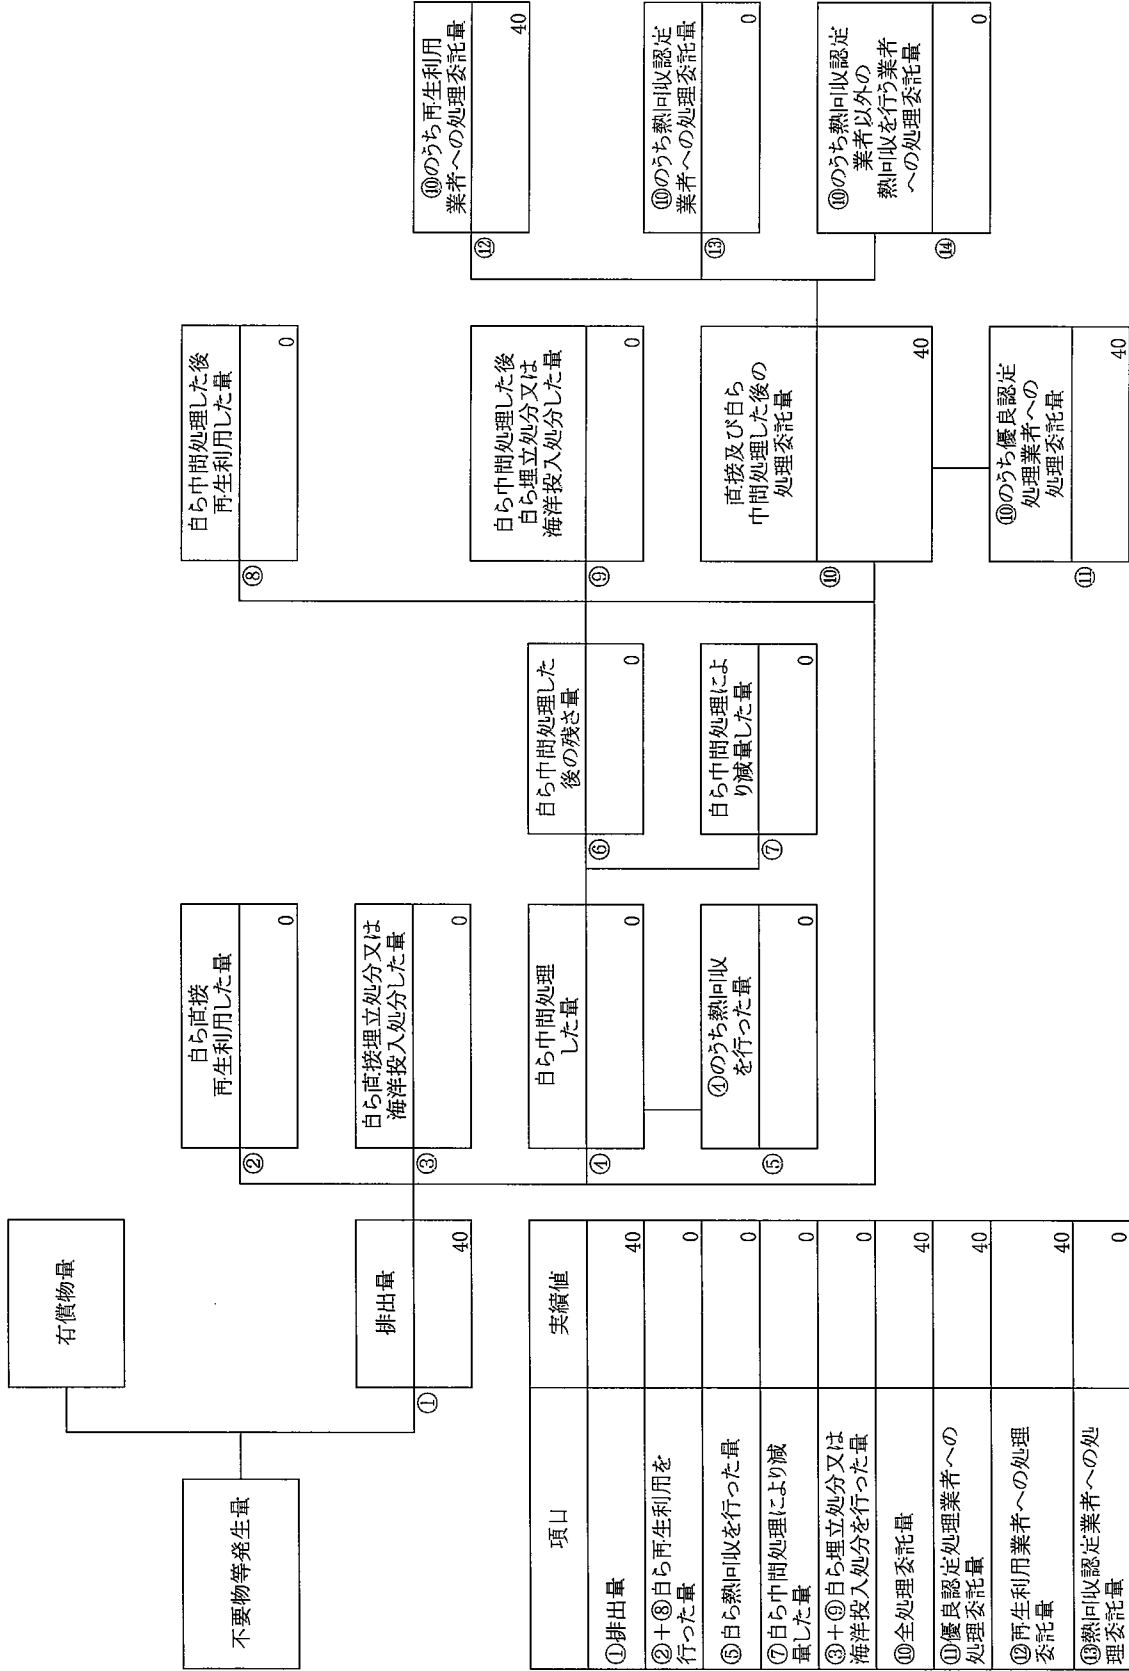 不要物等発生量
有償物量
排出量
①
40
自ら直接
再生利用した量
②
0
自ら直接埋立処分又は
海洋投入処分した量
③
0
自ら中間処理
した量
④
0
④のうち熱回収
を行った量
⑤
0
自ら中間処理した
後の残さ量
⑥
0
自ら中間処理によ
り減量した量
⑦
0
自ら中間処理した後
再生利用した量
⑧
0
自ら中間処理した後
自ら埋立処分又は
海洋投入処分した量
⑨
0
直接及び自ら
中間処理した後の
処理委託量
⑩
40
⑩のうち優良認定
処理業者への
処理委託量
⑪
40
⑩のうち再生利用
業者への処理委託量
⑫
40
⑩のうち熱回収認定
業者への処理委託量
⑬
0
⑩のうち熱回収認定
業者以外の
熱回収を行う業者
への処理委託量
⑭
0
項目 実績値
①排出量 40
②+⑧自ら再生利用を
行った量 0
⑤自ら熱回収を行った量 0
⑦自ら中間処理により減
量した量 0
③+⑨自ら埋立処分又は
海洋投入処分を行った量 0
⑩全処理委託量 40
⑪優良認定処理業者への
処理委託量 40
⑫再生利用業者への処理
委託量 40
⑬熱回収認定業者への処
理委託量 0